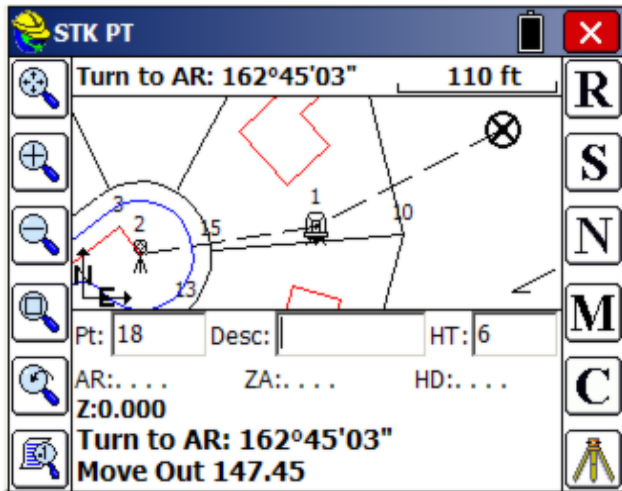 STK PT
Turn to AR: 162°45'03" 110 ft
R
S
N
M
C
1
3
2
15
10
13
N
E
Pt: 18 Desc: HT: 6
AR:. . . . ZA:. . . . HD:. . . .
Z:0.000
Turn to AR: 162°45'03"
Move Out 147.45